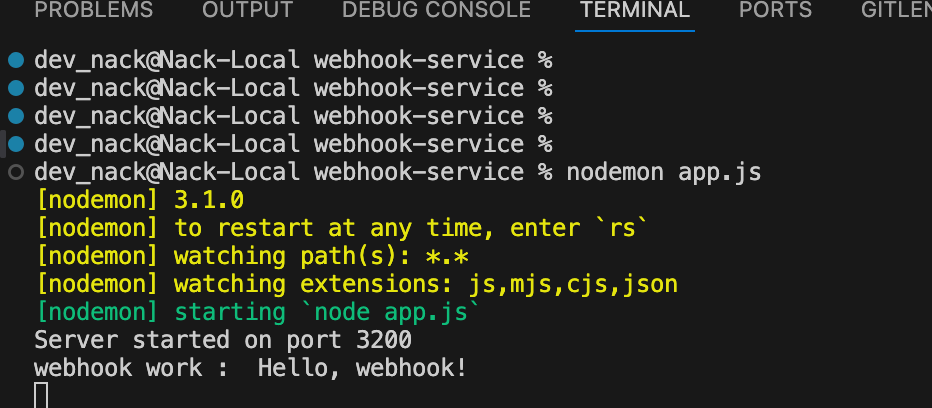 PROBLEMS OUTPUT DEBUG CONSOLE TERMINAL PORTS GITLEN
dev_nack@Nack-Local webhook-service %
dev_nack@Nack-Local webhook-service %
dev_nack@Nack-Local webhook-service %
dev_nack@Nack-Local webhook-service %
dev_nack@Nack-Local webhook-service % nodemon app.js
[nodemon] 3.1.0
[nodemon] to restart at any time, enter `rs`
[nodemon] watching path(s): *.*
[nodemon] watching extensions: js,mjs,cjs,json
[nodemon] starting `node app.js`
Server started on port 3200
webhook work :  Hello, webhook!